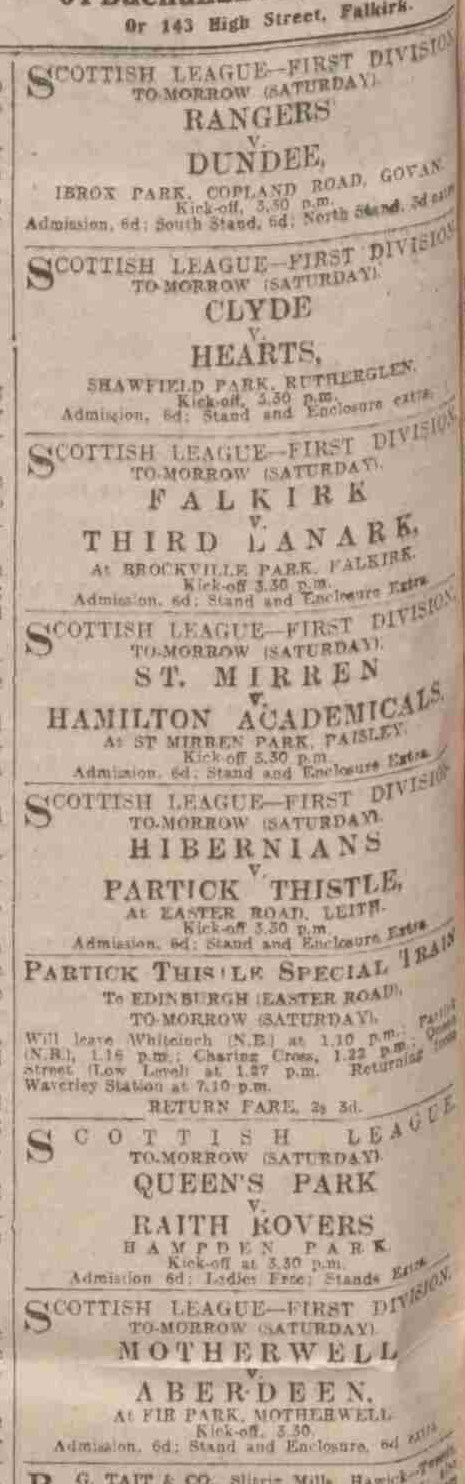 Or 143 High Street, Falkirk.
SCOTTISH LEAGUE—FIRST DIVISION
TO-MORROW (SATURDAY).
RANGERS
v.
DUNDEE,
IBROX PARK, COPLAND ROAD, GOVAN.
Kick-off, 3.30 p.m.
Admission, 6d; South Stand, 6d; North Stand, 3d extra
SCOTTISH LEAGUE—FIRST DIVISION
TO-MORROW (SATURDAY).
CLYDE
v.
HEARTS,
SHAWFIELD PARK, RUTHERGLEN.
Kick-off, 3.30 p.m.
Admission, 6d; Stand and Enclosure extra.
SCOTTISH LEAGUE—FIRST DIVISION.
TO-MORROW (SATURDAY).
FALKIRK
v.
THIRD LANARK,
At BROCKVILLE PARK, FALKIRK.
Kick-off 3.30 p.m.
Admission, 6d; Stand and Enclosure Extra
SCOTTISH LEAGUE—FIRST DIVISION.
TO-MORROW (SATURDAY).
ST. MIRREN
v.
HAMILTON ACADEMICALS,
At ST MIRREN PARK, PAISLEY.
Kick-off 3.30 p.m.
Admission, 6d; Stand and Enclosure Extra.
SCOTTISH LEAGUE—FIRST DIVISION
TO-MORROW (SATURDAY).
HIBERNIANS
v.
PARTICK THISTLE,
At EASTER ROAD, LEITH.
Kick-off 3.30 p.m.
Admission, 6d; Stand and Enclosure Extra
PARTICK THISTLE SPECIAL TRAIN
To EDINBURGH (EASTER ROAD),
TO-MORROW (SATURDAY).
Will leave Whiteinch (N.B.) at 1.10 p.m.; Partick
(N.B.), 1.16 p.m.; Charing Cross, 1.22 p.m.; Queen
Street (Low Level) at 1.27 p.m. Returning from
Waverley Station at 7.10 p.m.
RETURN FARE, 2s 3d.
SCOTTISH LEAGUE.
TO-MORROW (SATURDAY).
QUEEN'S PARK
v.
RAITH ROVERS
HAMPDEN PARK
Kick-off at 3.30 p.m.
Admission 6d; Ladies Free; Stands Extra.
SCOTTISH LEAGUE—FIRST DIVISION.
TO-MORROW (SATURDAY)
MOTHERWELL
v.
ABERDEEN,
At FIR PARK, MOTHERWELL
Kick-off, 3.30.
Admission, 6d; Stand and Enclosure, 6d extra.
G. TAIT & CO. Mills, Hawick